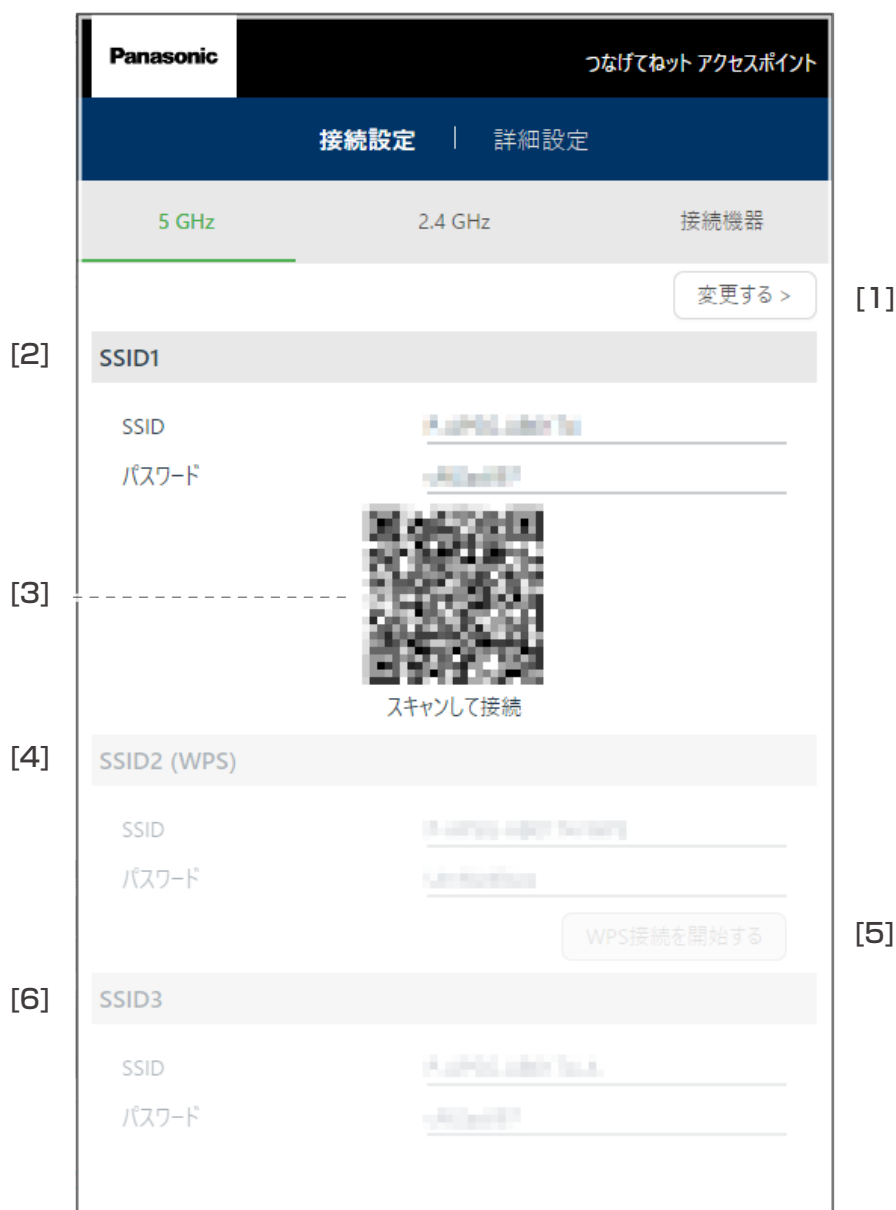 Panasonic
つなげてねット アクセスポイント
接続設定 | 詳細設定
5 GHz 2.4 GHz 接続機器
変更する > [1]
[2] SSID1
SSID
パスワード
[3]
スキャンして接続
[4] SSID2 (WPS)
SSID
パスワード
WPS接続を開始する [5]
[6] SSID3
SSID
パスワード